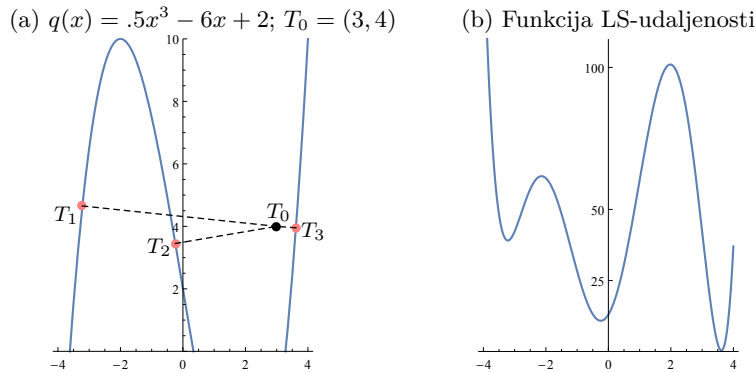 (a) q(x) = .5x³ − 6x + 2; T₀ = (3, 4)
10
8
6
4
2
−4 −2 0 2 4
T₁
T₂
T₀
T₃
(b) Funkcija LS-udaljenosti
100
50
25
−4 −2 0 2 4